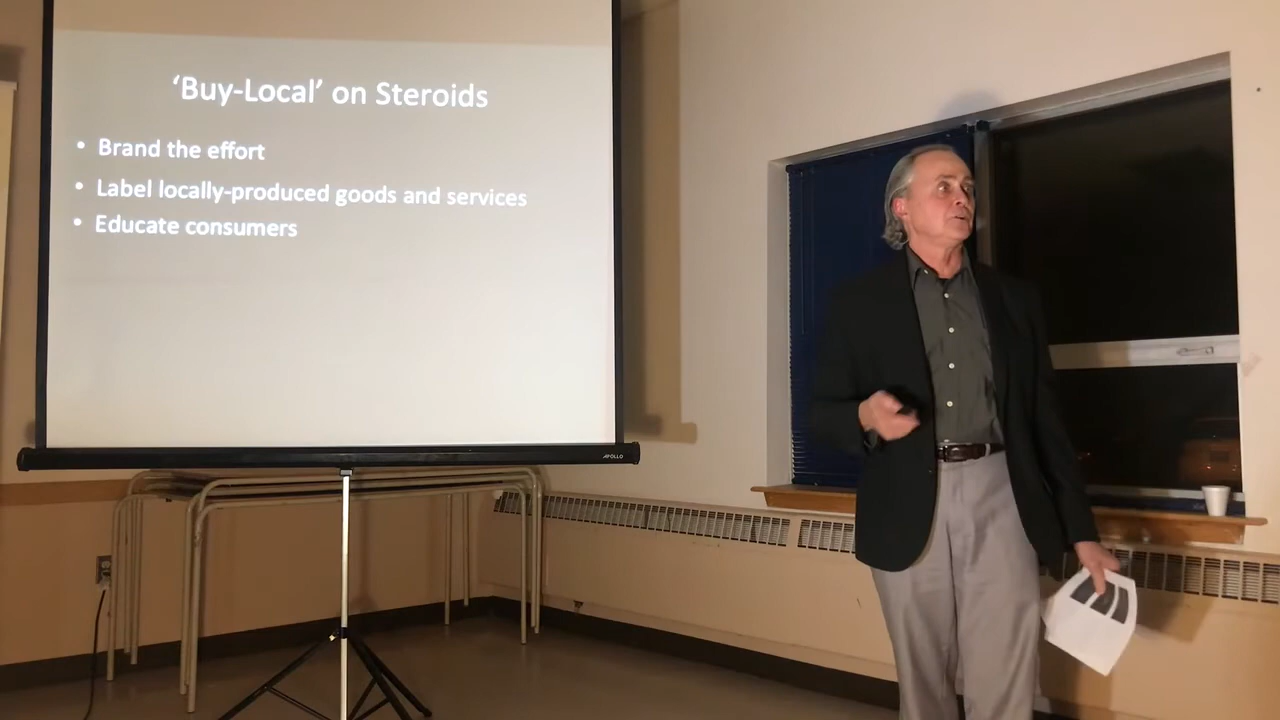 ‘Buy-Local’ on Steroids
• Brand the effort
• Label locally-produced goods and services
• Educate consumers
APOLLO